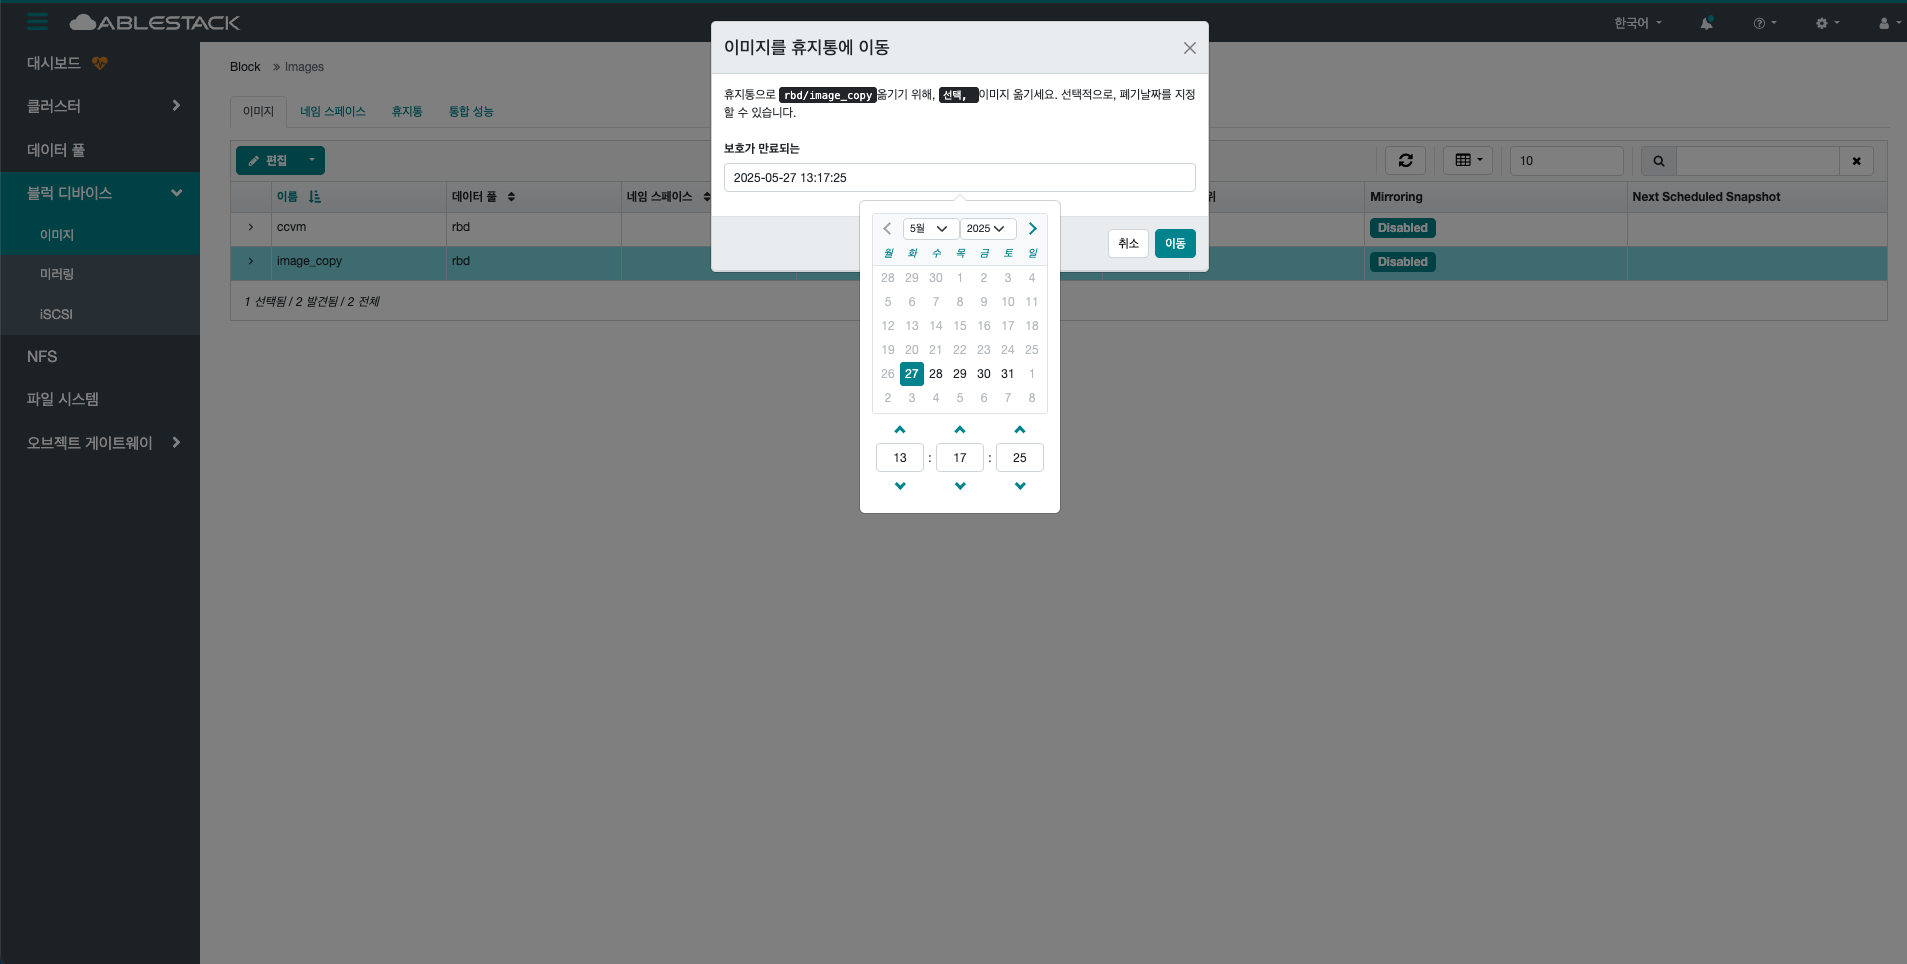 ABLESTACK
한국어
이미지를 휴지통에 이동
대시보드
클러스터
데이터 풀
블럭 디바이스
이미지
미러링
iSCSI
NFS
파일 시스템
오브젝트 게이트웨이
Block » Images
이미지 네임 스페이스 휴지통 통합 성능
휴지통으로 rbd/image_copy 옮기기 위해, 선택, 이미지 옮기세요. 선택적으로, 폐기날짜를 지정
할 수 있습니다.
보호가 만료되는
2025-05-27 13:17:25
취소 이동
편집 10
이름 데이터 풀 네임 스페이스 Mirroring Next Scheduled Snapshot
ccvm rbd Disabled
image_copy rbd Disabled
1 선택됨 / 2 발견됨 / 2 전체
5월 2025
월 화 수 목 금 토 일
28 29 30 1 2 3 4
5 6 7 8 9 10 11
12 13 14 15 16 17 18
19 20 21 22 23 24 25
26 27 28 29 30 31 1
2 3 4 5 6 7 8
13 : 17 : 25